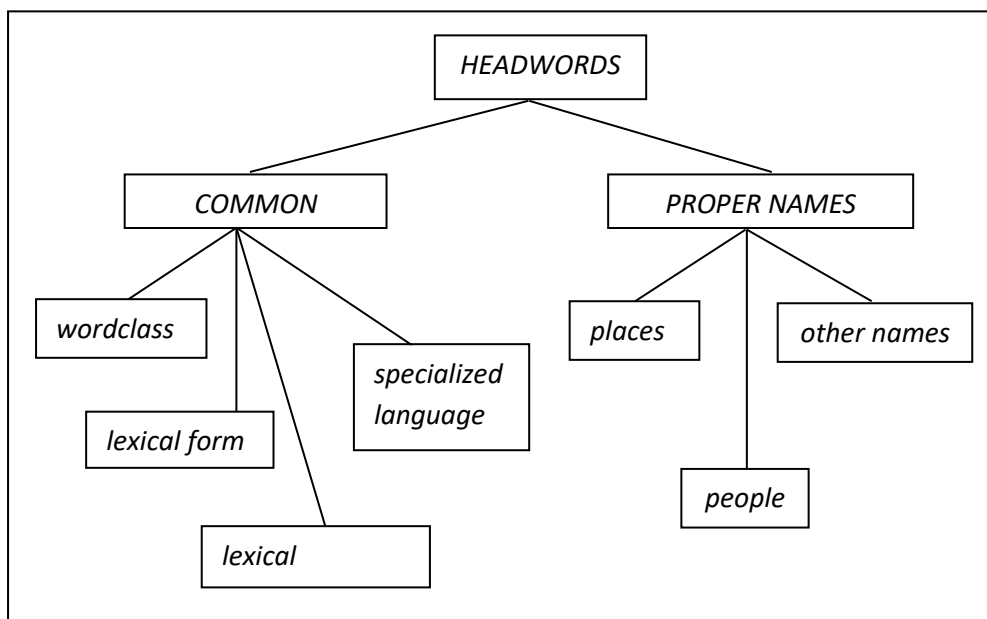 HEADWORDS
COMMON
PROPER NAMES
wordclass
places
other names
specialized
language
lexical form
people
lexical